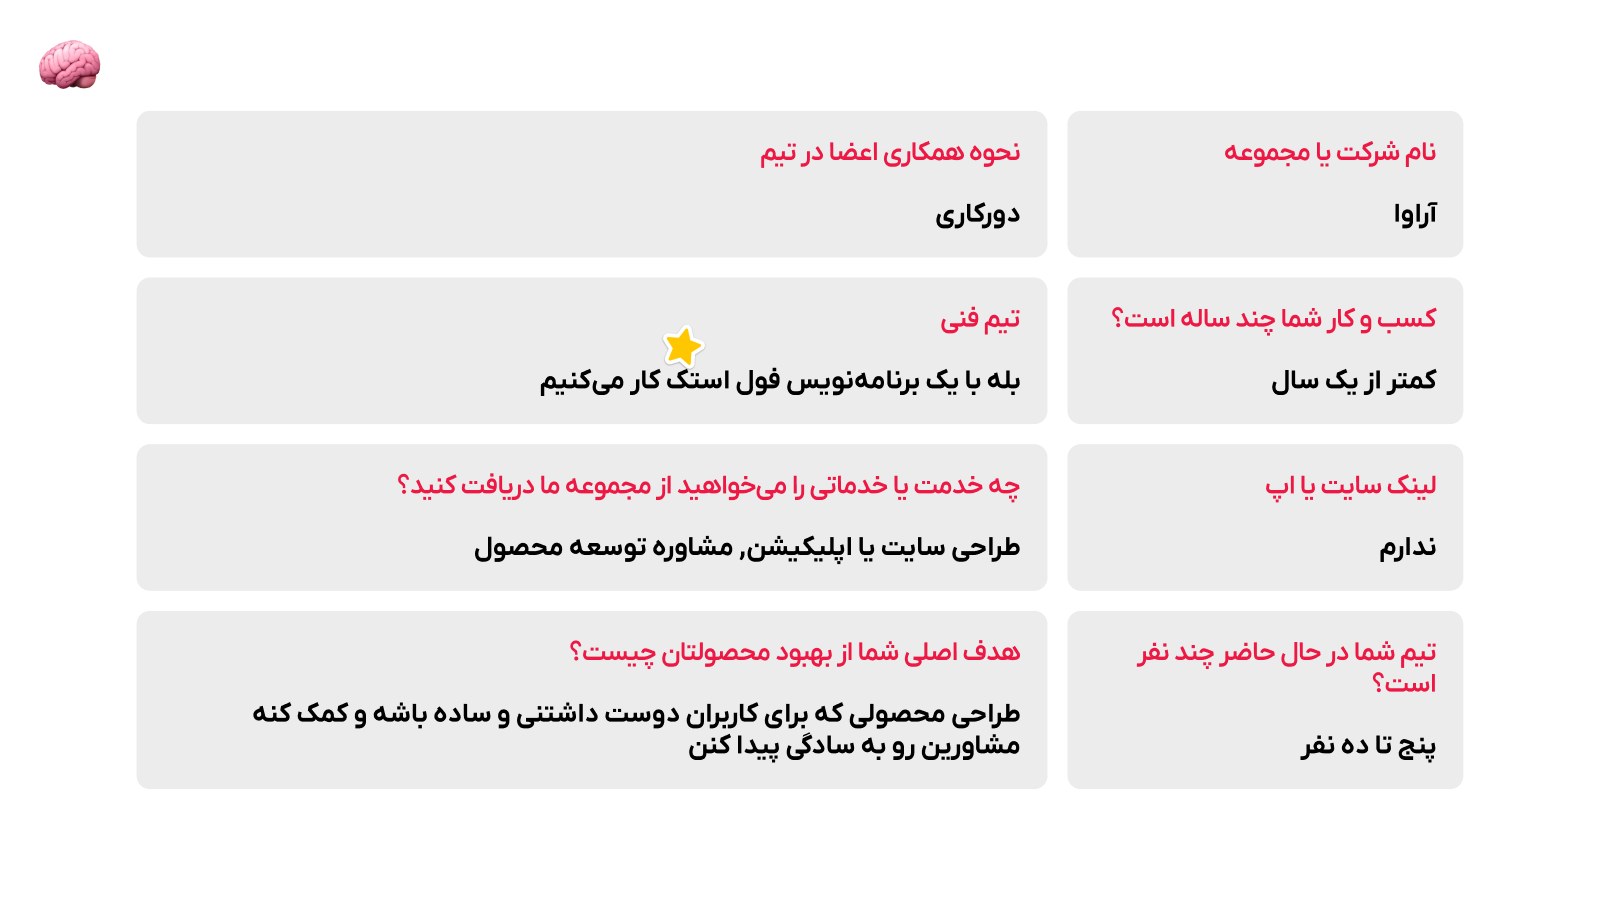 نام شرکت یا مجموعه
آراوا
نحوه همکاری اعضا در تیم
دورکاری
کسب و کار شما چند ساله است؟
کمتر از یک سال
تیم فنی
بله با یک برنامه‌نویس فول استک کار می‌کنیم
لینک سایت یا اپ
ندارم
چه خدمت یا خدماتی را می‌خواهید از مجموعه ما دریافت کنید؟
طراحی سایت یا اپلیکیشن, مشاوره توسعه محصول
تیم شما در حال حاضر چند نفر
است؟
پنج تا ده نفر
هدف اصلی شما از بهبود محصولتان چیست؟
طراحی محصولی که برای کاربران دوست داشتنی و ساده باشه و کمک کنه
مشاورین رو به سادگی پیدا کنن